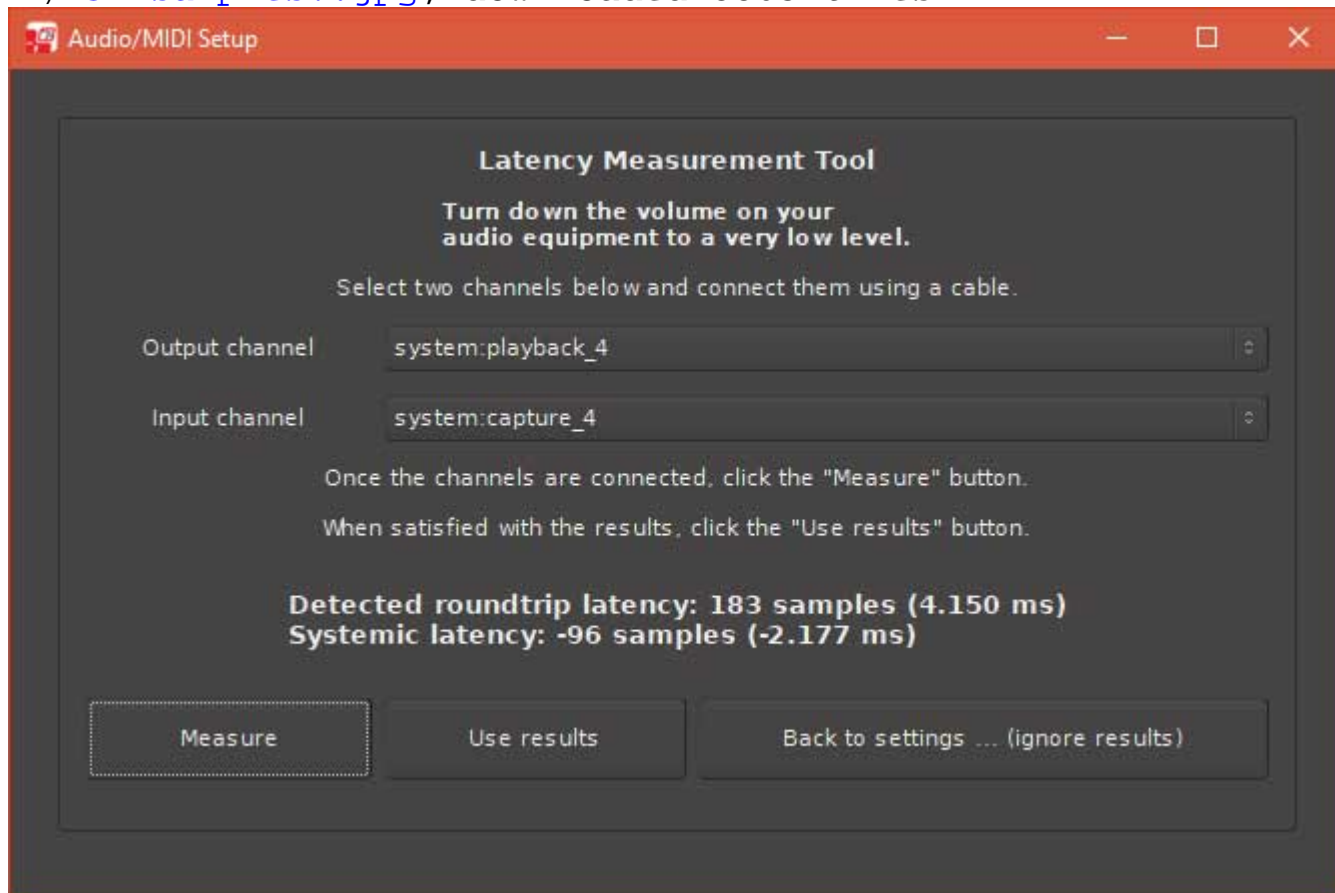 Audio/MIDI Setup
Latency Measurement Tool
Turn down the volume on your
audio equipment to a very low level.
Select two channels below and connect them using a cable.
Output channel system:playback_4
Input channel system:capture_4
Once the channels are connected, click the "Measure" button.
When satisfied with the results, click the "Use results" button.
Detected roundtrip latency: 183 samples (4.150 ms)
Systemic latency: -96 samples (-2.177 ms)
Measure Use results Back to settings ... (ignore results)